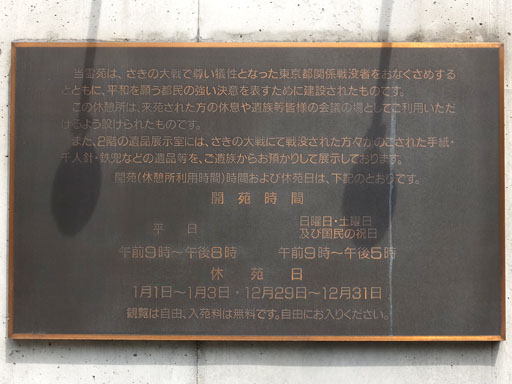 当霊苑は、さきの大戦で尊い犠牲となった東京都関係戦没者をおなぐさめする
とともに、平和を願う都民の強い決意を表すために建設されたものです。
この休憩所は、来苑された方の休息や遺族等皆様の会議の場としてご利用いただ
けるよう設けられたものです。
また、2階の遺品展示室には、さきの大戦にて戦没された方々がのこされた手紙・
千人針・鉄兜などの遺品等を、ご遺族からお預かりして展示しております。
開苑(休憩所利用時間)時間および休苑日は、下記のとおりです。
開苑時間
平日
日曜日・土曜日
及び国民の祝日
午前9時〜午後8時 午前9時〜午後5時
休苑日
1月1日〜1月3日・12月29日〜12月31日
観覧は自由、入苑料は無料です。自由にお入りください。